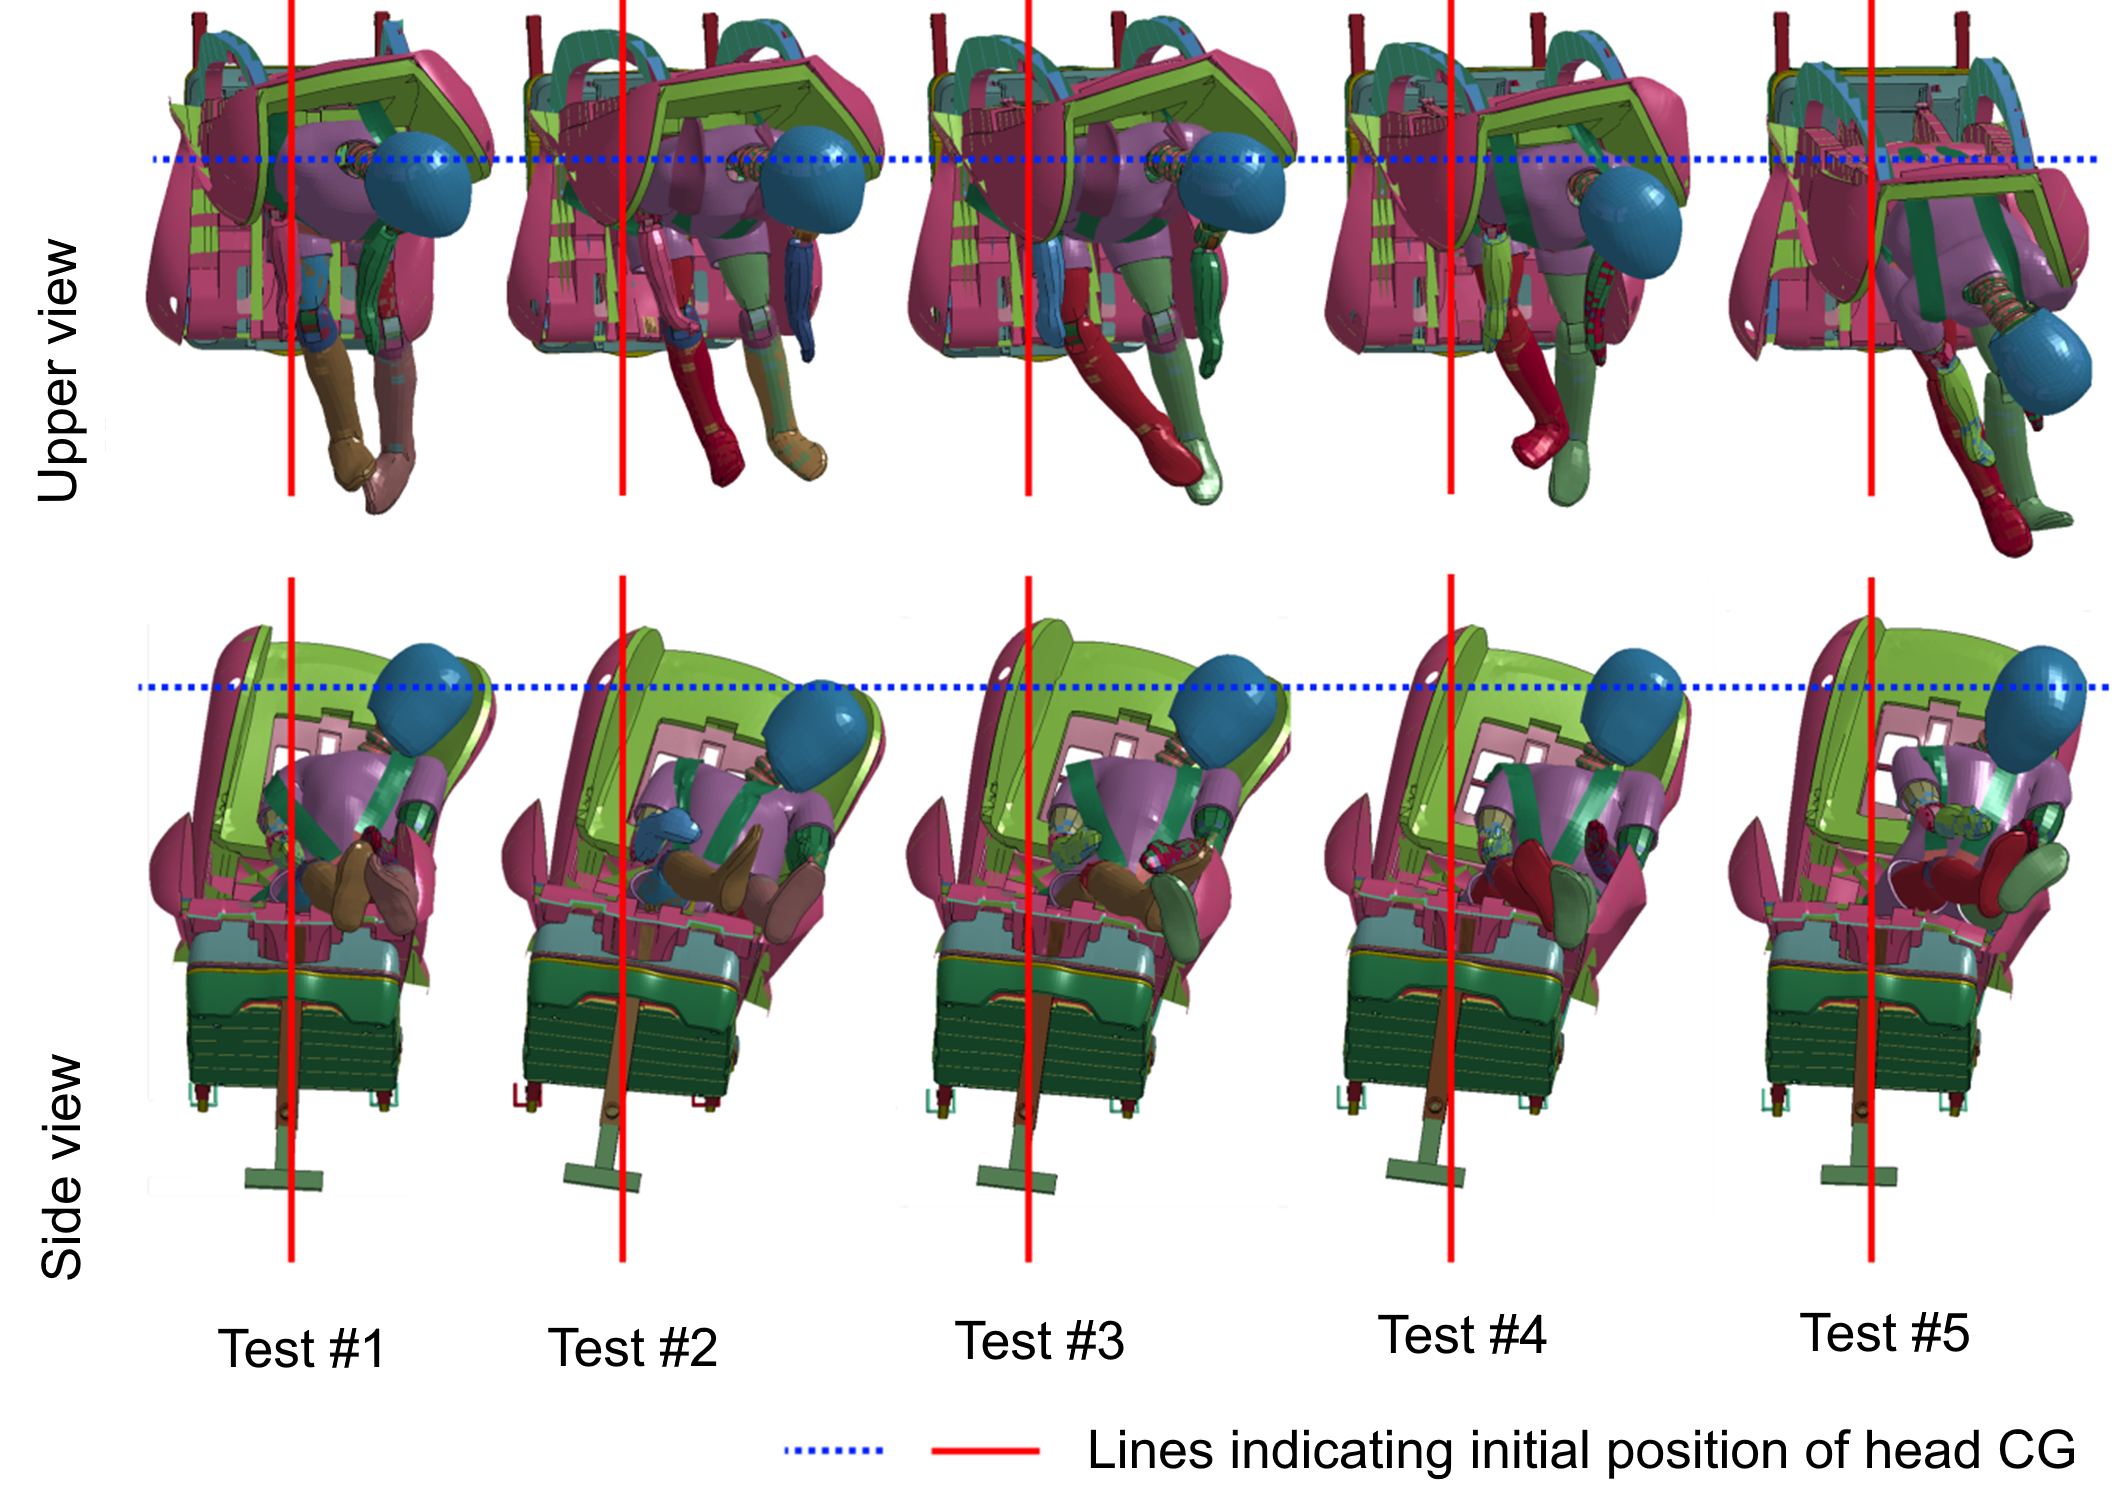 Upper view
Side view
Test #1
Test #2
Test #3
Test #4
Test #5
Lines indicating initial position of head CG